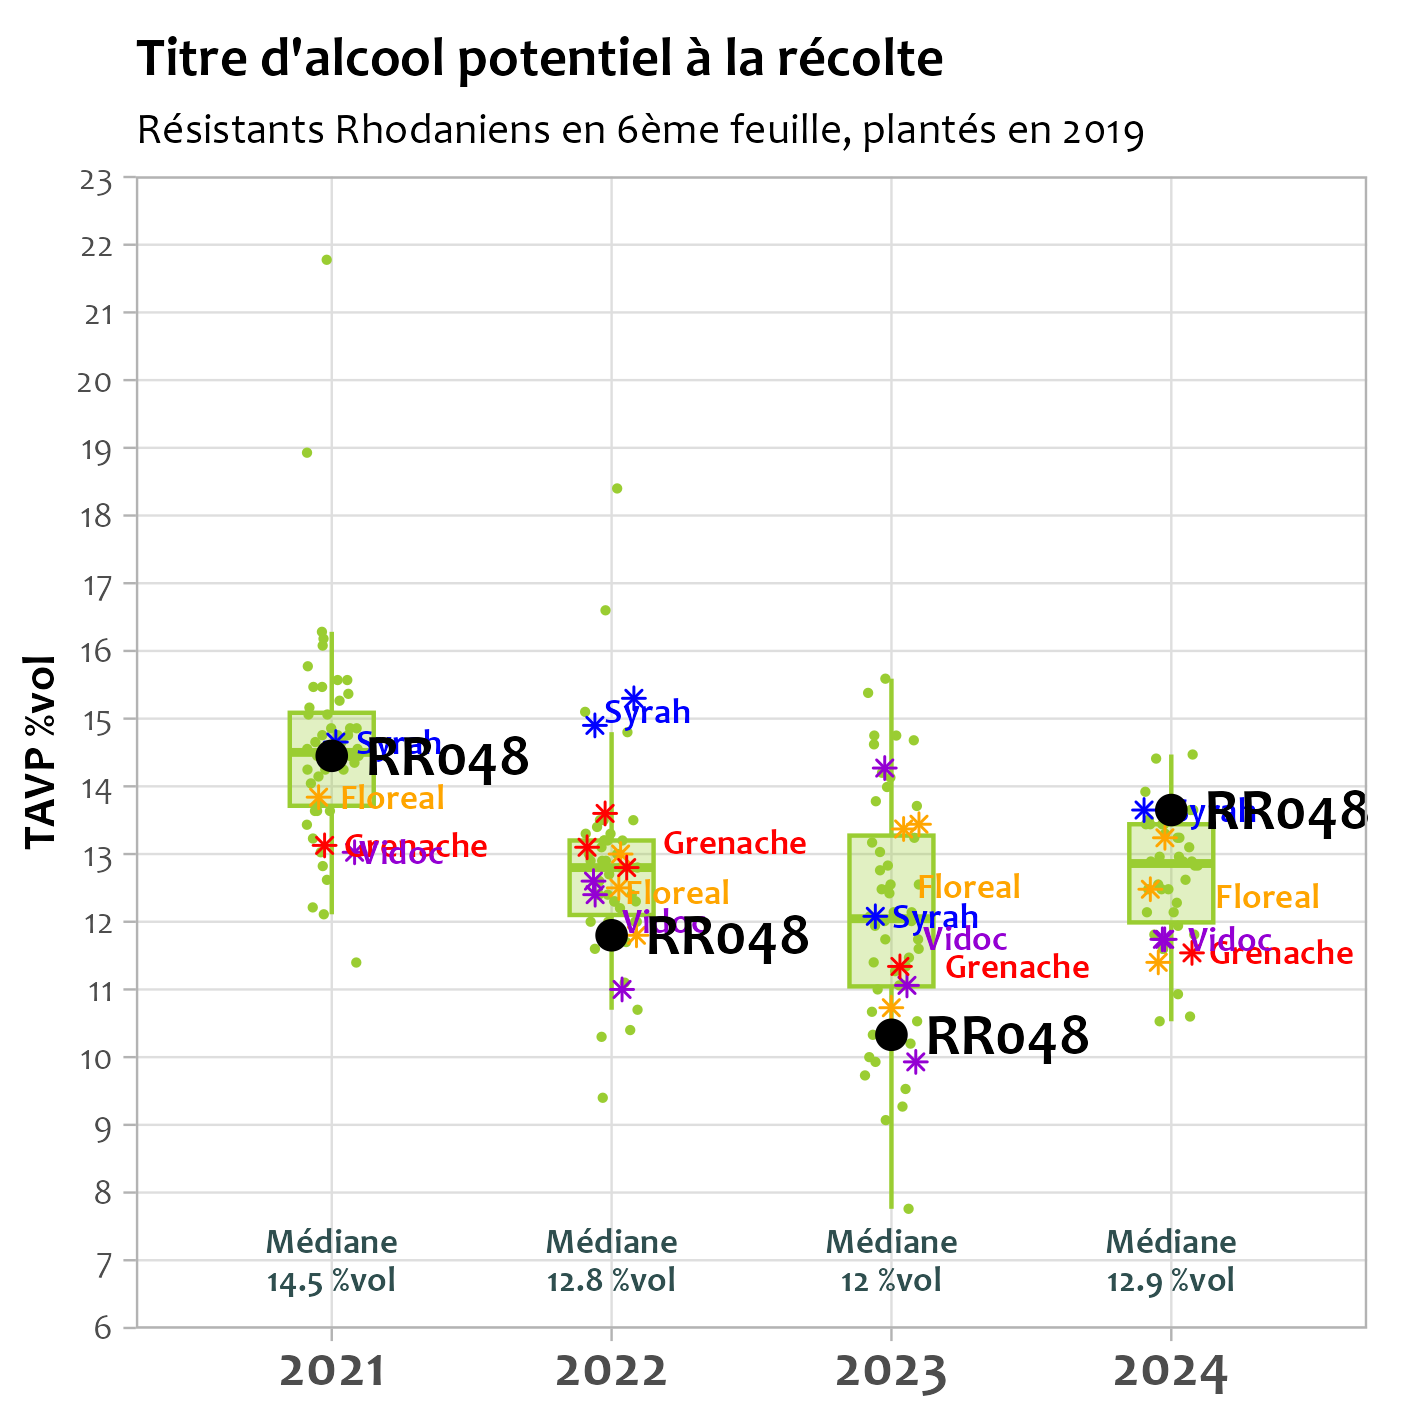 Titre d'alcool potentiel à la récolte
Résistants Rhodaniens en 6ème feuille, plantés en 2019
TAVP %vol
23
22
21
20
19
18
17
16
15
14
13
12
11
10
9
8
7
6
Syrah
RR048
Floreal
Grenache
Vidoc
Syrah
Grenache
Floreal
Vidoc
RR048
Floreal
Syrah
Vidoc
Grenache
RR048
Syrah
RR048
Floreal
Vidoc
Grenache
Médiane
14.5 %vol
Médiane
12.8 %vol
Médiane
12 %vol
Médiane
12.9 %vol
2021
2022
2023
2024